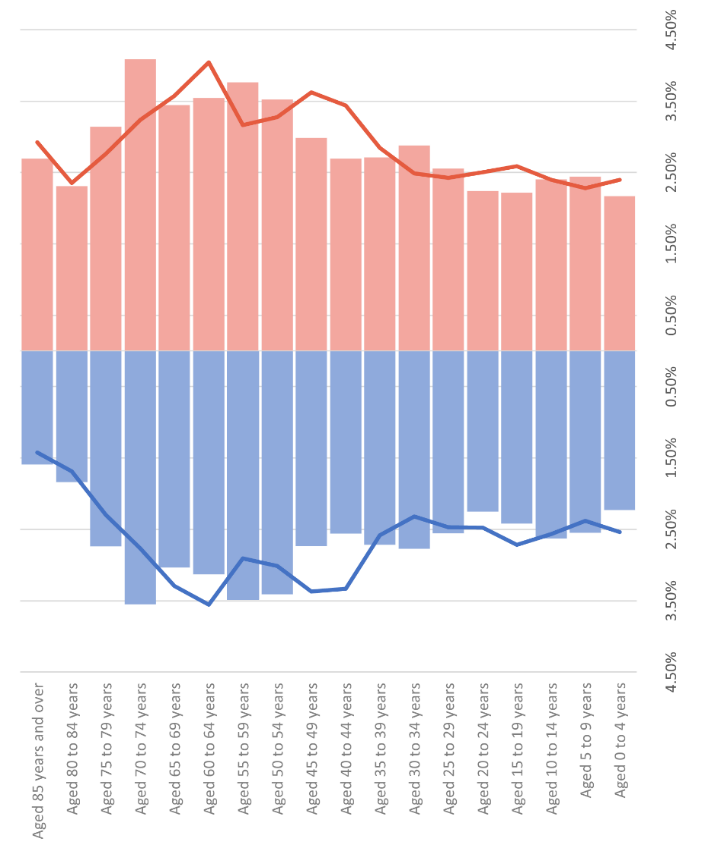 4.50%
3.50%
2.50%
1.50%
0.50%
0.50%
1.50%
2.50%
3.50%
4.50%
Aged 85 years and over
Aged 80 to 84 years
Aged 75 to 79 years
Aged 70 to 74 years
Aged 65 to 69 years
Aged 60 to 64 years
Aged 55 to 59 years
Aged 50 to 54 years
Aged 45 to 49 years
Aged 40 to 44 years
Aged 35 to 39 years
Aged 30 to 34 years
Aged 25 to 29 years
Aged 20 to 24 years
Aged 15 to 19 years
Aged 10 to 14 years
Aged 5 to 9 years
Aged 0 to 4 years